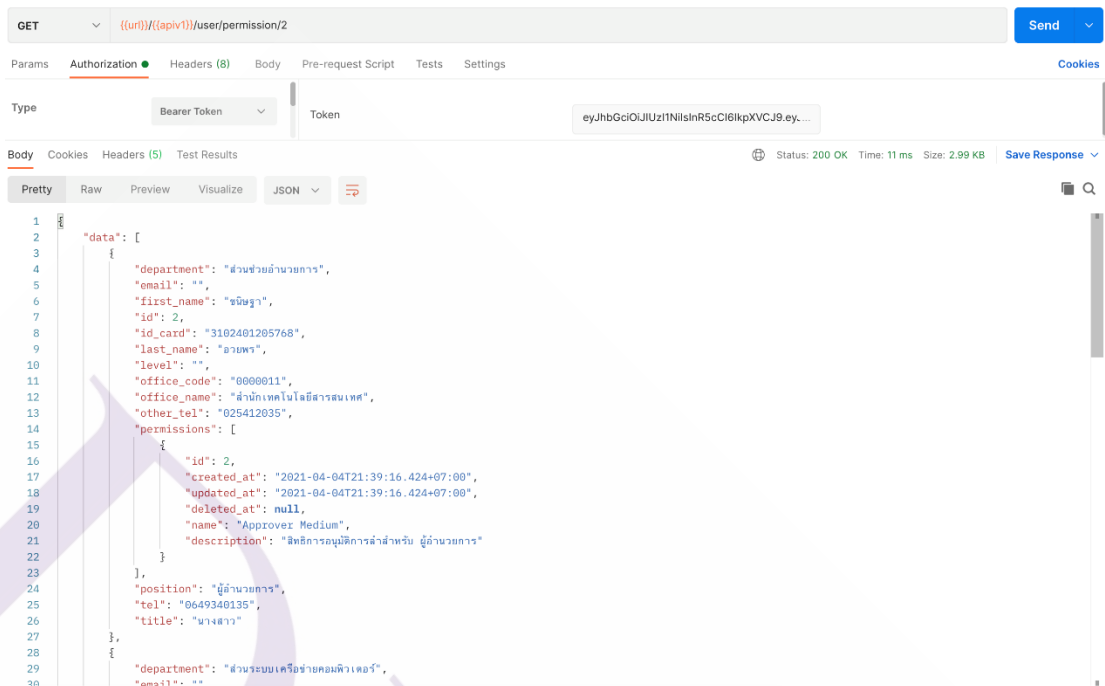 GET {{url}}/{{apiv1}}/user/permission/2 Send
Params Authorization Headers (8) Body Pre-request Script Tests Settings Cookies
Type Bearer Token Token eyJhbGciOiJIUzI1NiIsInR5cCI6IkpXVCJ9.ey....
Body Cookies Headers (5) Test Results Status: 200 OK Time: 11 ms Size: 2.99 KB Save Response
Pretty Raw Preview Visualize JSON
1 {
2 "data": [
3 {
4 "department": "ส่วนช่วยอำนวยการ",
5 "email": "",
6 "first_name": "ขนิษฐา",
7 "id": 2,
8 "id_card": "3102401205768",
9 "last_name": "อวยพร",
10 "level": "",
11 "office_code": "0000011",
12 "office_name": "สำนักเทคโนโลยีสารสนเทศ",
13 "other_tel": "025412035",
14 "permissions": [
15 {
16 "id": 2,
17 "created_at": "2021-04-04T21:39:16.424+07:00",
18 "updated_at": "2021-04-04T21:39:16.424+07:00",
19 "deleted_at": null,
20 "name": "Approver Medium",
21 "description": "สิทธิการอนุมัติการลำสำหรับ ผู้อำนวยการ"
22 }
23 ],
24 "position": "ผู้อำนวยการ",
25 "tel": "0649340135",
26 "title": "นางสาว"
27 },
28 {
29 "department": "ส่วนระบบเครือข่ายคอมพิวเตอร์",
30 "email": ""